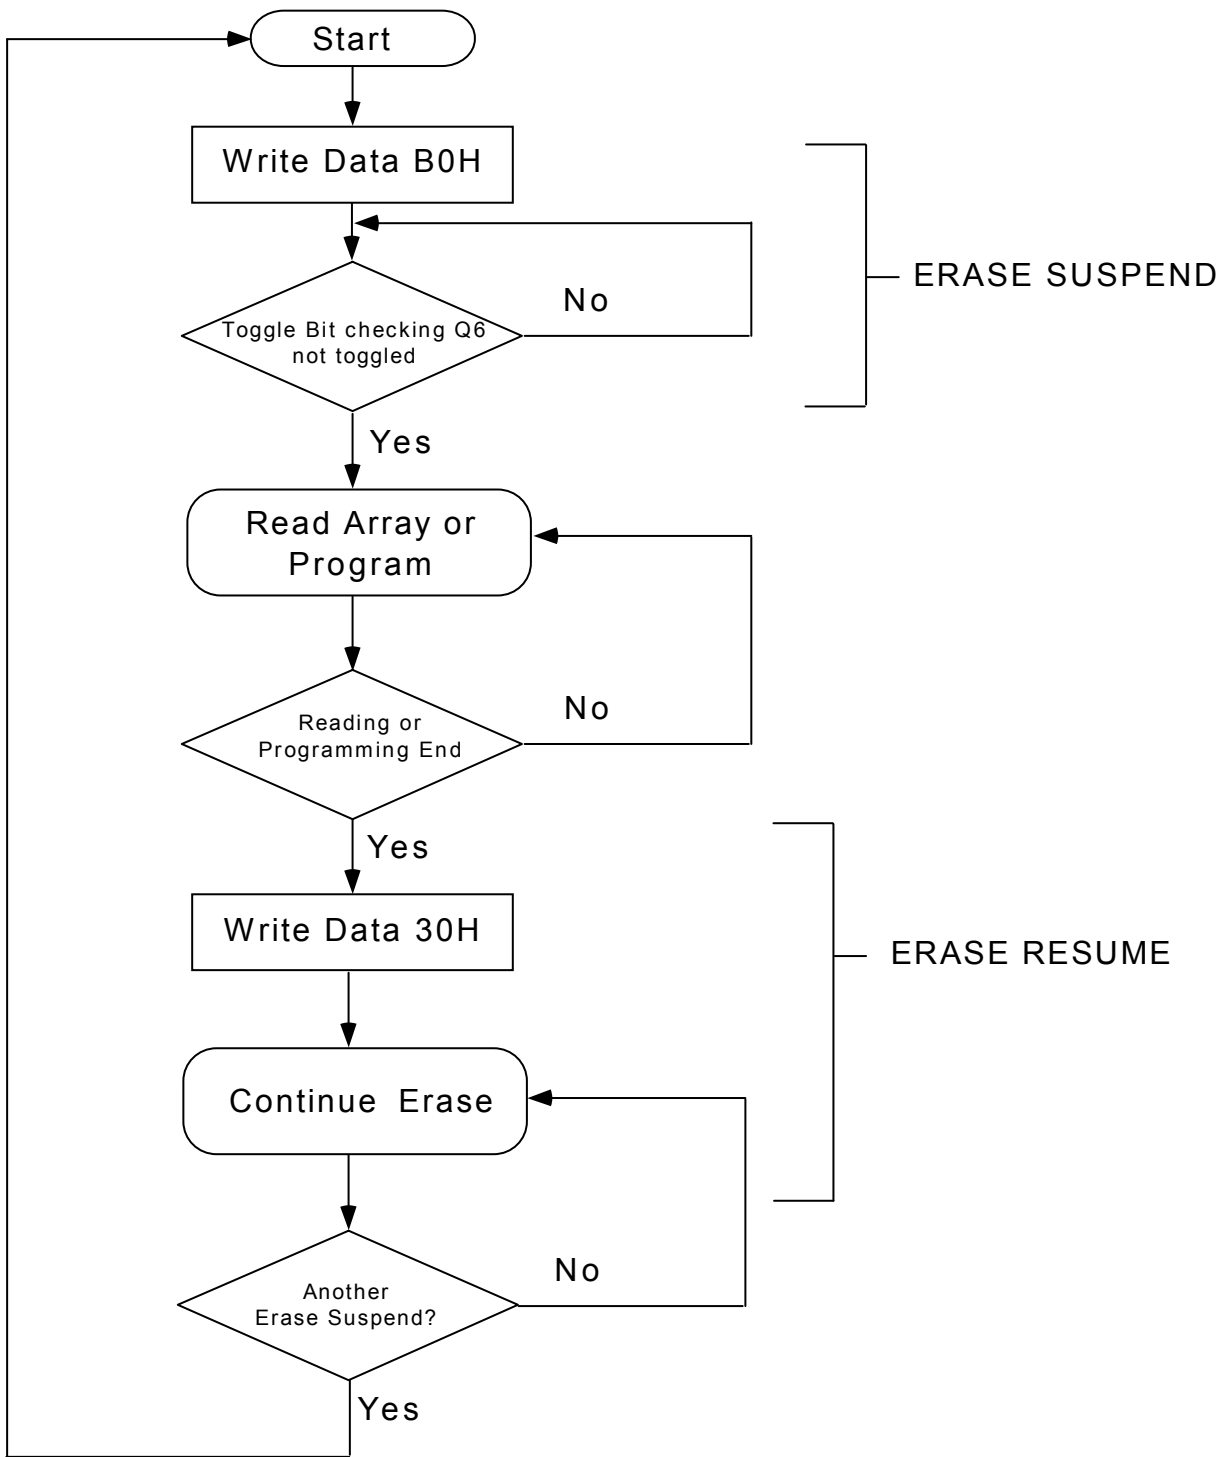 Start
Write Data B0H
ERASE SUSPEND
No
Toggle Bit checking Q6
not toggled
Yes
Read Array or
Program
No
Reading or
Programming End
Yes
Write Data 30H
ERASE RESUME
Continue Erase
No
Another
Erase Suspend?
Yes